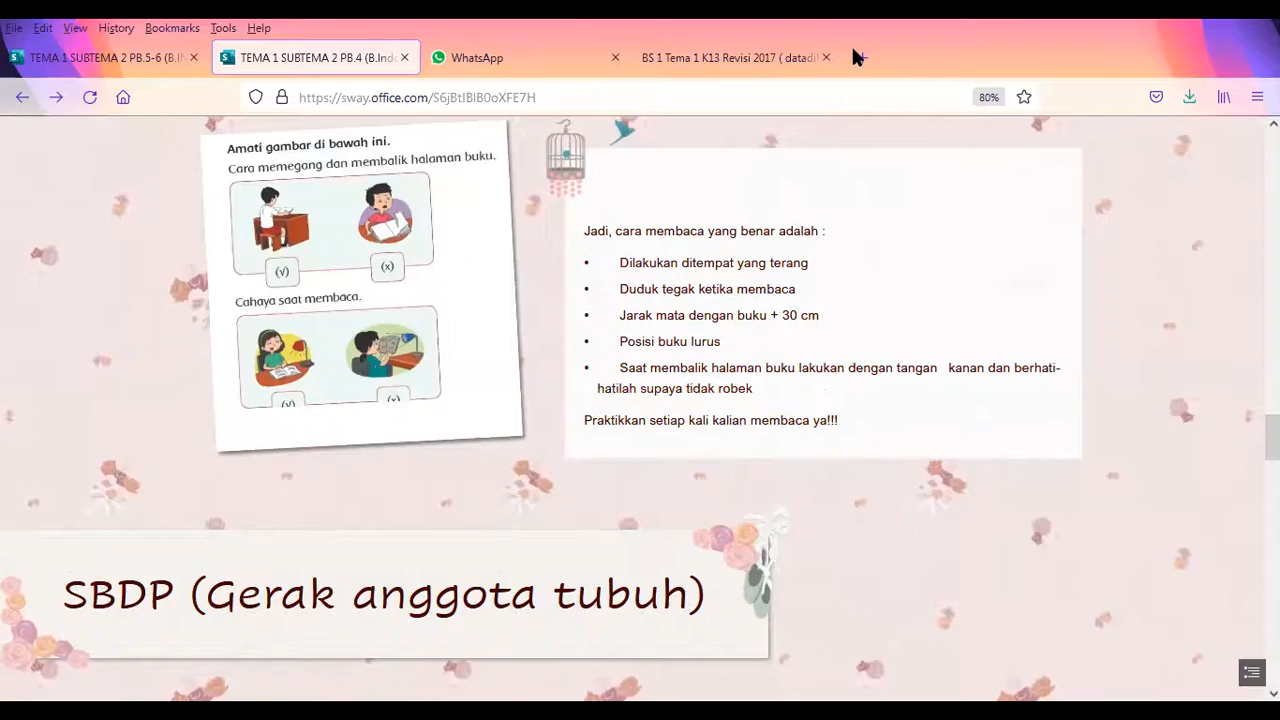 File Edit View History Bookmarks Tools Help
TEMA 1 SUBTEMA 2 PB.5-6 (B.IN
TEMA 1 SUBTEMA 2 PB.4 (B.Indo
WhatsApp
BS 1 Tema 1 K13 Revisi 2017 ( datadi
https://sway.office.com/S6jBtIBlB0oXFE7H
80%
Amati gambar di bawah ini.
Cara memegang dan membalik halaman buku.
(√) (x)
Cahaya saat membaca.
(√) (x)
Jadi, cara membaca yang benar adalah :
• Dilakukan ditempat yang terang
• Duduk tegak ketika membaca
• Jarak mata dengan buku + 30 cm
• Posisi buku lurus
• Saat membalik halaman buku lakukan dengan tangan kanan dan berhati-
hatilah supaya tidak robek
Praktikkan setiap kali kalian membaca ya!!!
SBDP (Gerak anggota tubuh)